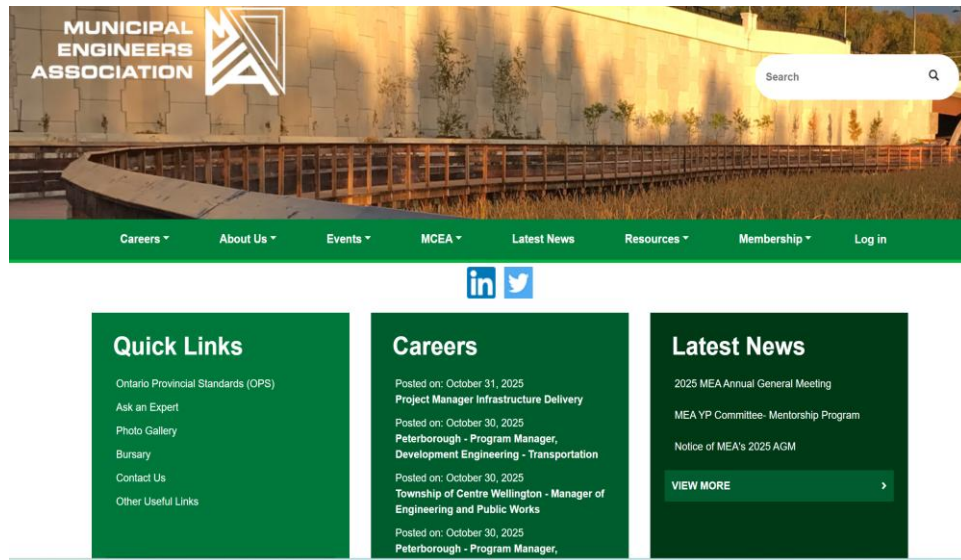 MUNICIPAL
ENGINEERS
ASSOCIATION
Search
Careers
About Us
Events
MCEA
Latest News
Resources
Membership
Log in
in
Quick Links
Ontario Provincial Standards (OPS)
Ask an Expert
Photo Gallery
Bursary
Contact Us
Other Useful Links
Careers
Posted on: October 31, 2025
Project Manager Infrastructure Delivery
Posted on: October 30, 2025
Peterborough - Program Manager,
Development Engineering - Transportation
Posted on: October 30, 2025
Township of Centre Wellington - Manager of
Engineering and Public Works
Posted on: October 30, 2025
Peterborough - Program Manager,
Latest News
2025 MEA Annual General Meeting
MEA YP Committee- Mentorship Program
Notice of MEA's 2025 AGM
VIEW MORE